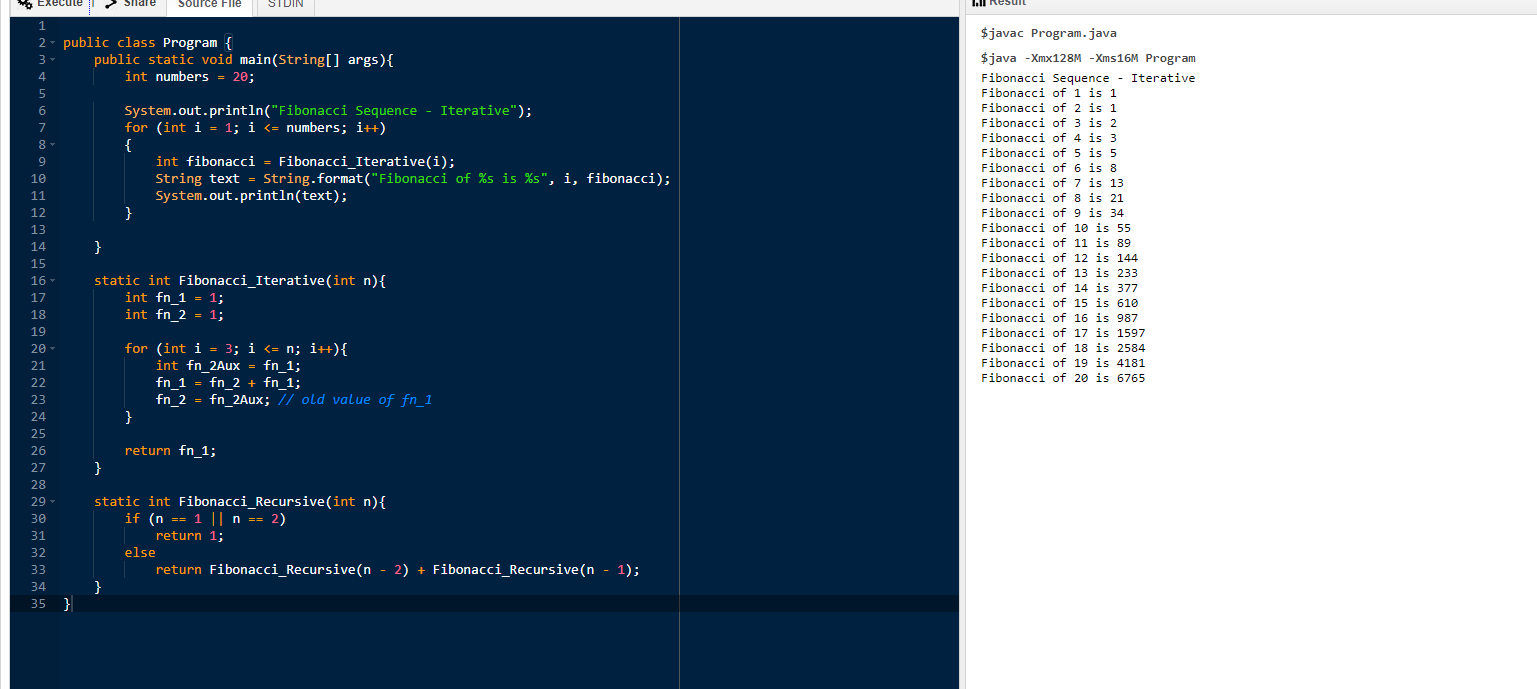 Execute Share Source File STDIN
1
2 public class Program {
3 public static void main(String[] args){
4 int numbers = 20;
5
6 System.out.println("Fibonacci Sequence - Iterative");
7 for (int i = 1; i <= numbers; i++)
8 {
9 int fibonacci = Fibonacci_Iterative(i);
10 String text = String.format("Fibonacci of %s is %s", i, fibonacci);
11 System.out.println(text);
12 }
13
14 }
15
16 static int Fibonacci_Iterative(int n){
17 int fn_1 = 1;
18 int fn_2 = 1;
19
20 for (int i = 3; i <= n; i++){
21 int fn_2Aux = fn_1;
22 fn_1 = fn_2 + fn_1;
23 fn_2 = fn_2Aux; // old value of fn_1
24 }
25
26 return fn_1;
27 }
28
29 static int Fibonacci_Recursive(int n){
30 if (n == 1 || n == 2)
31 return 1;
32 else
33 return Fibonacci_Recursive(n - 2) + Fibonacci_Recursive(n - 1);
34 }
35 }
Result
$javac Program.java
$java -Xmx128M -Xms16M Program
Fibonacci Sequence - Iterative
Fibonacci of 1 is 1
Fibonacci of 2 is 1
Fibonacci of 3 is 2
Fibonacci of 4 is 3
Fibonacci of 5 is 5
Fibonacci of 6 is 8
Fibonacci of 7 is 13
Fibonacci of 8 is 21
Fibonacci of 9 is 34
Fibonacci of 10 is 55
Fibonacci of 11 is 89
Fibonacci of 12 is 144
Fibonacci of 13 is 233
Fibonacci of 14 is 377
Fibonacci of 15 is 610
Fibonacci of 16 is 987
Fibonacci of 17 is 1597
Fibonacci of 18 is 2584
Fibonacci of 19 is 4181
Fibonacci of 20 is 6765